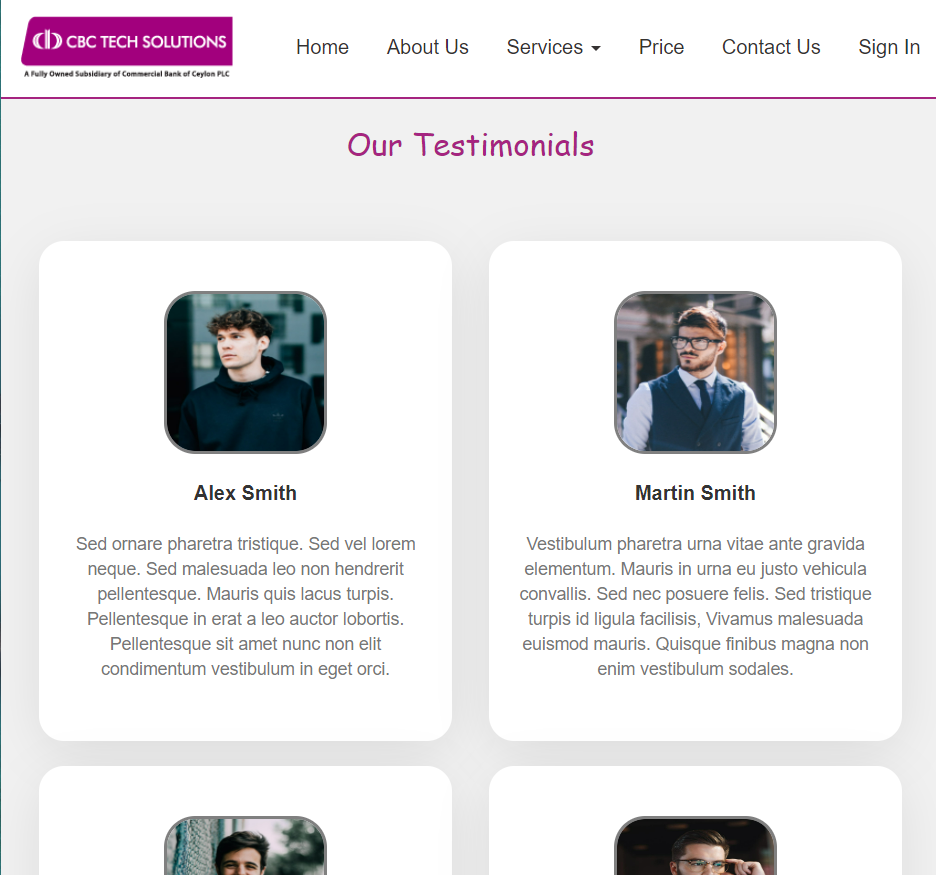 CBC TECH SOLUTIONS
A Fully Owned Subsidiary of Commercial Bank of Ceylon PLC
Home About Us Services Price Contact Us Sign In
Our Testimonials
Alex Smith
Sed ornare pharetra tristique. Sed vel lorem
neque. Sed malesuada leo non hendrerit
pellentesque. Mauris quis lacus turpis.
Pellentesque in erat a leo auctor lobortis.
Pellentesque sit amet nunc non elit
condimentum vestibulum in eget orci.
Martin Smith
Vestibulum pharetra urna vitae ante gravida
elementum. Mauris in urna eu justo vehicula
convallis. Sed nec posuere felis. Sed tristique
turpis id ligula facilisis, Vivamus malesuada
euismod mauris. Quisque finibus magna non
enim vestibulum sodales.